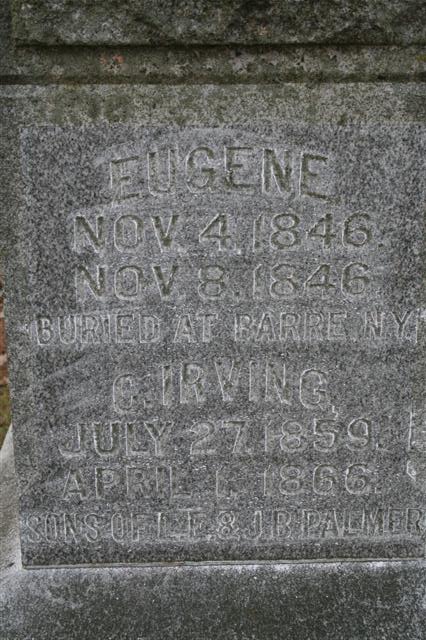 EUGENE
NOV. 4. 1846.
NOV 8. 1846
BURIED AT BARRE, N.Y.
C. IRVING,
JULY 27. 1859.
APRIL 1. 1866.
SONS OF L.F. & J.B. PALMER